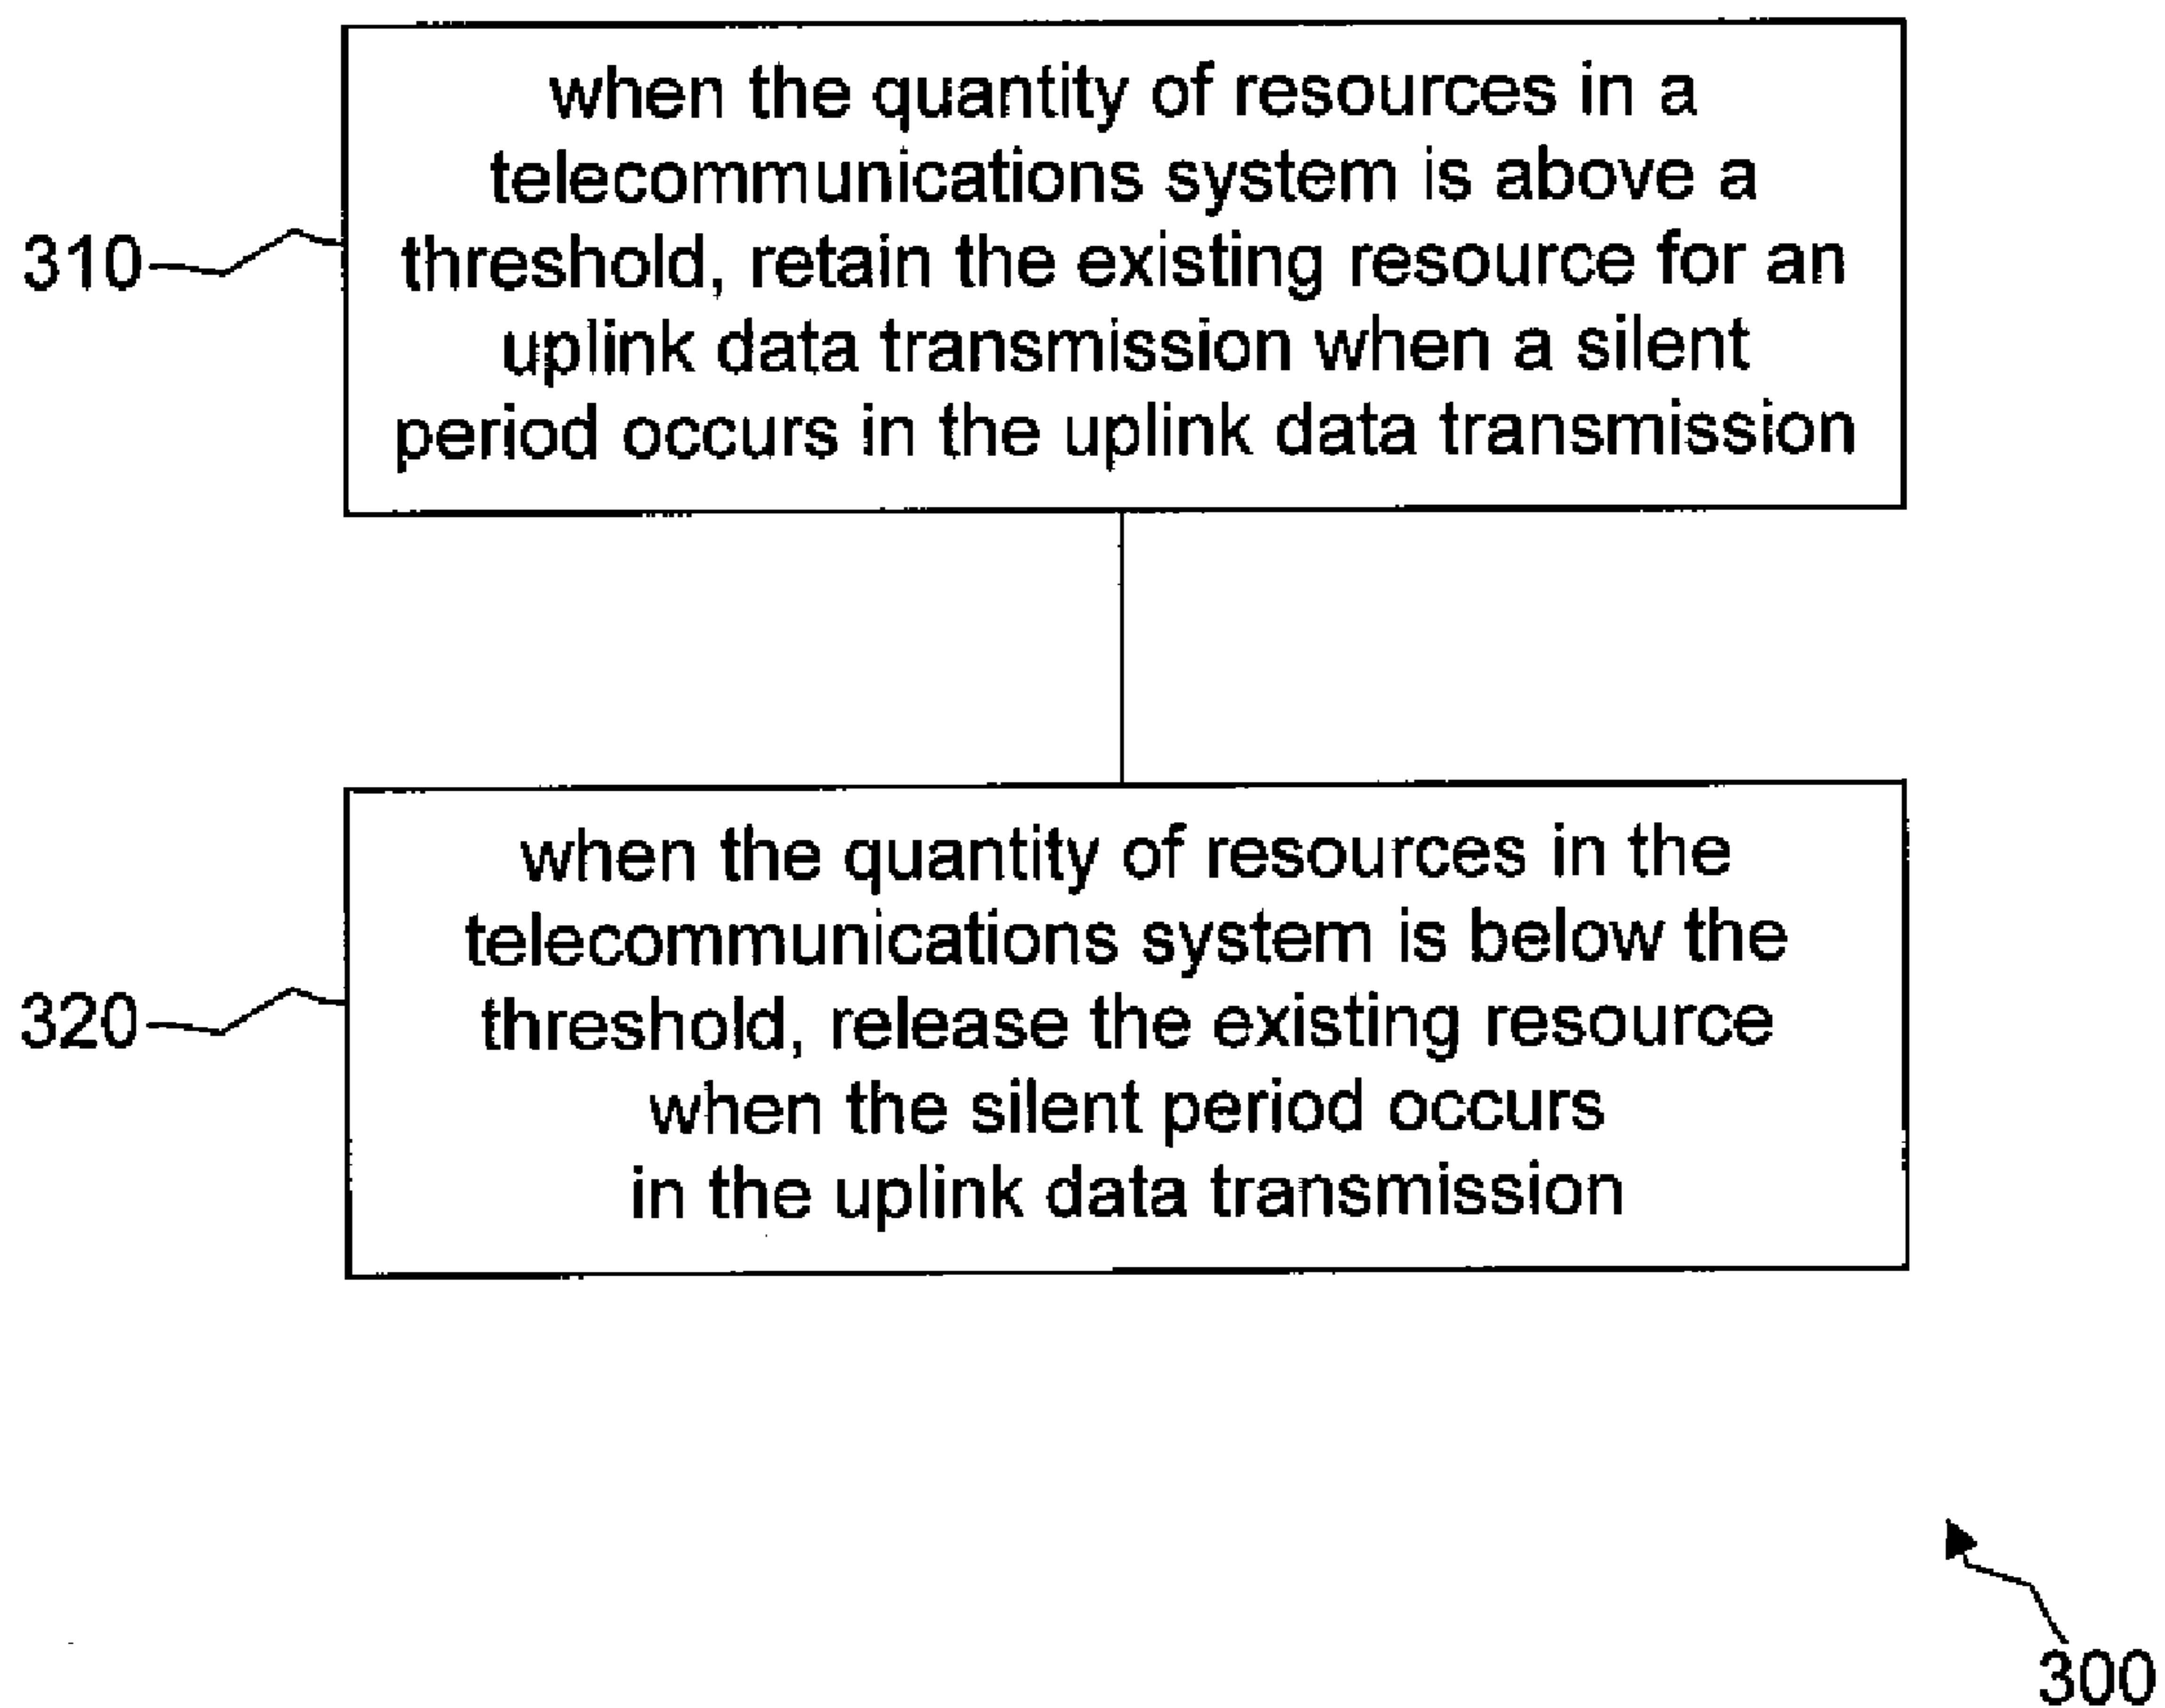 when the quantity of resources in a
telecommunications system is above a
threshold, retain the existing resource for an
uplink data transmission when a silent
period occurs in the uplink data transmission
310
when the quantity of resources in the
telecommunications system is below the
threshold, release the existing resource
when the silent period occurs
in the uplink data transmission
320
300